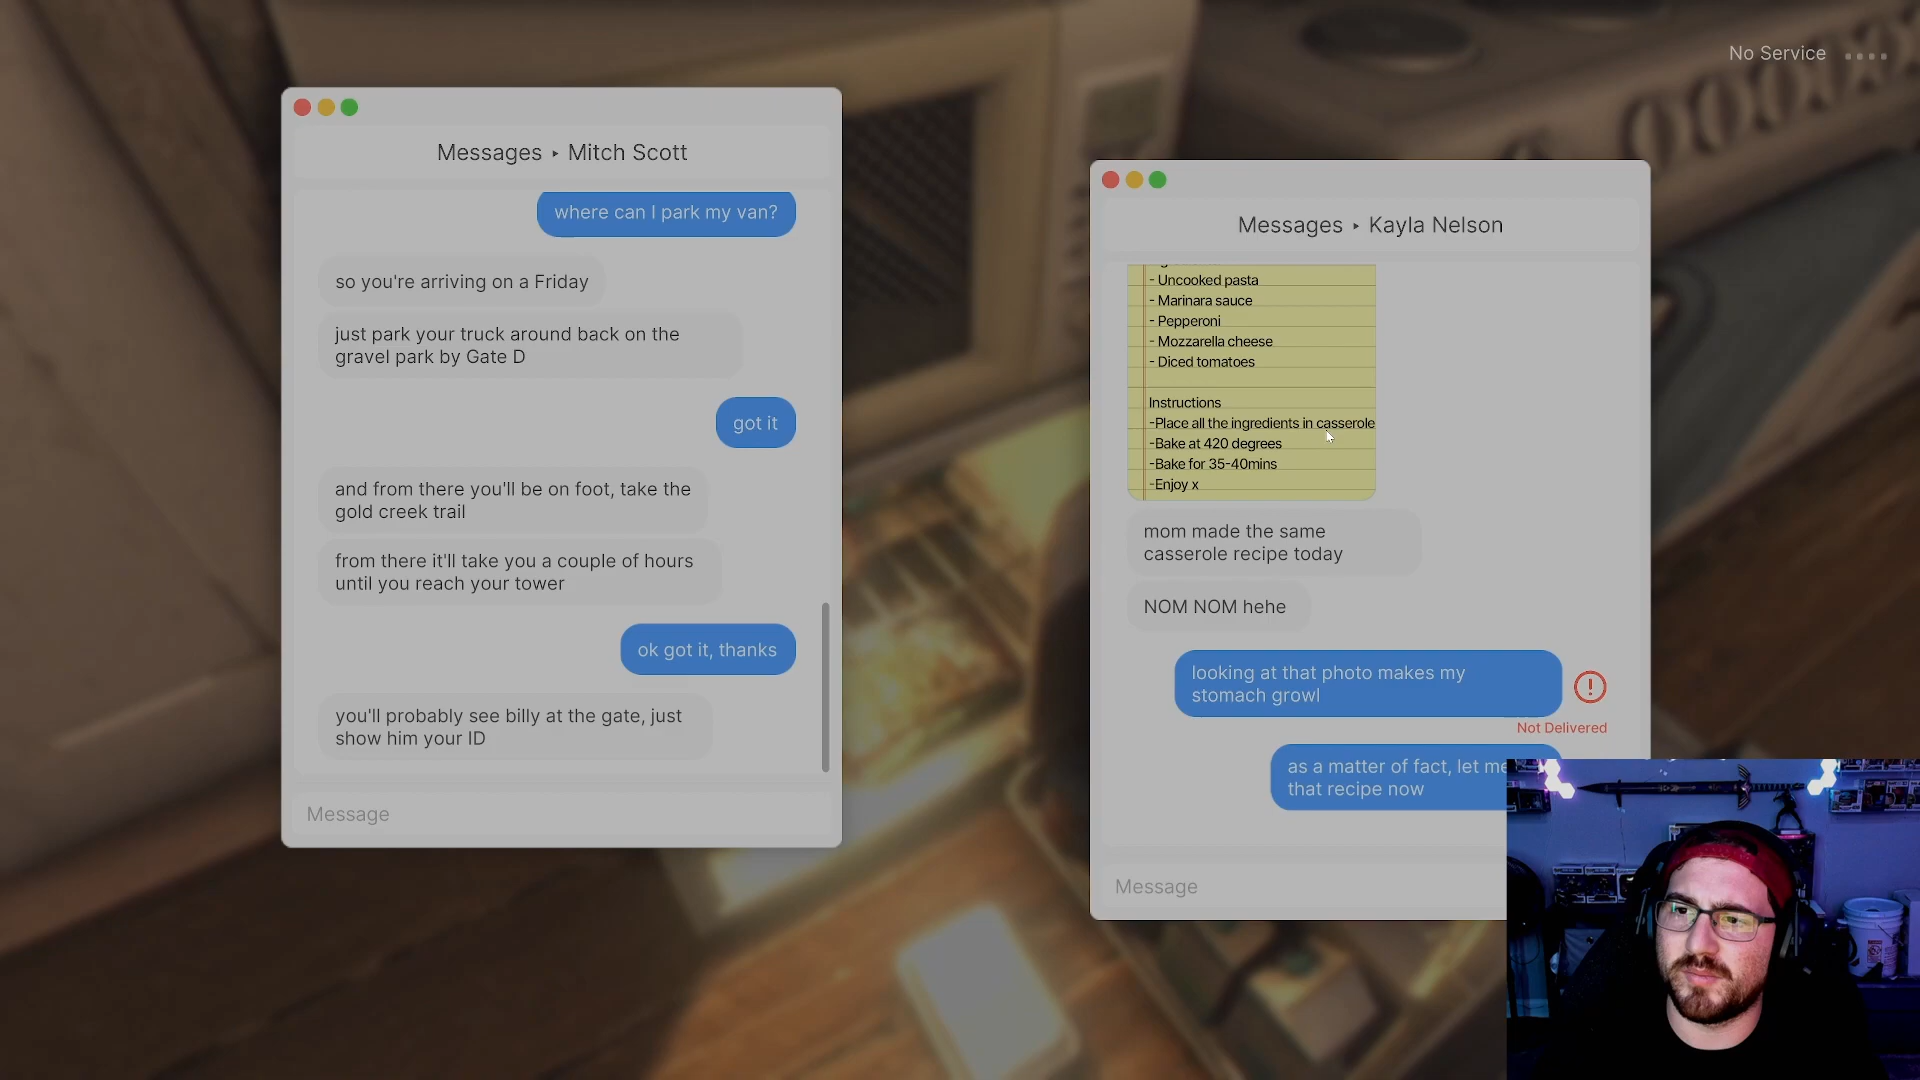 No Service
Messages ▸ Mitch Scott
where can I park my van?
so you're arriving on a Friday
just park your truck around back on the
gravel park by Gate D
got it
and from there you'll be on foot, take the
gold creek trail
from there it'll take you a couple of hours
until you reach your tower
ok got it, thanks
you'll probably see billy at the gate, just
show him your ID
Message
Messages ▸ Kayla Nelson
- Uncooked pasta
- Marinara sauce
- Pepperoni
- Mozzarella cheese
- Diced tomatoes
Instructions
-Place all the ingredients in casserole
-Bake at 420 degrees
-Bake for 35-40mins
-Enjoy x
mom made the same
casserole recipe today
NOM NOM hehe
looking at that photo makes my
stomach growl
Not Delivered
as a matter of fact, let me
that recipe now
Message